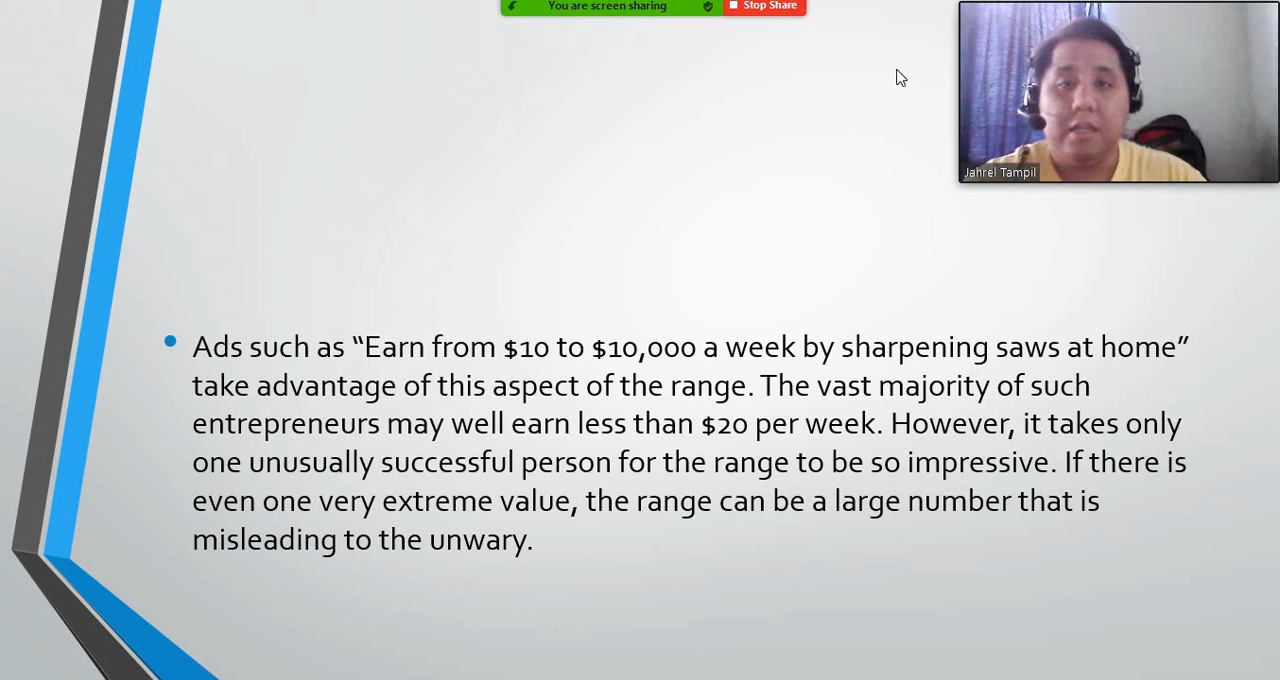 You are screen sharing
Stop Share
Jahrel Tampil
• Ads such as “Earn from $10 to $10,000 a week by sharpening saws at home”
take advantage of this aspect of the range. The vast majority of such
entrepreneurs may well earn less than $20 per week. However, it takes only
one unusually successful person for the range to be so impressive. If there is
even one very extreme value, the range can be a large number that is
misleading to the unwary.